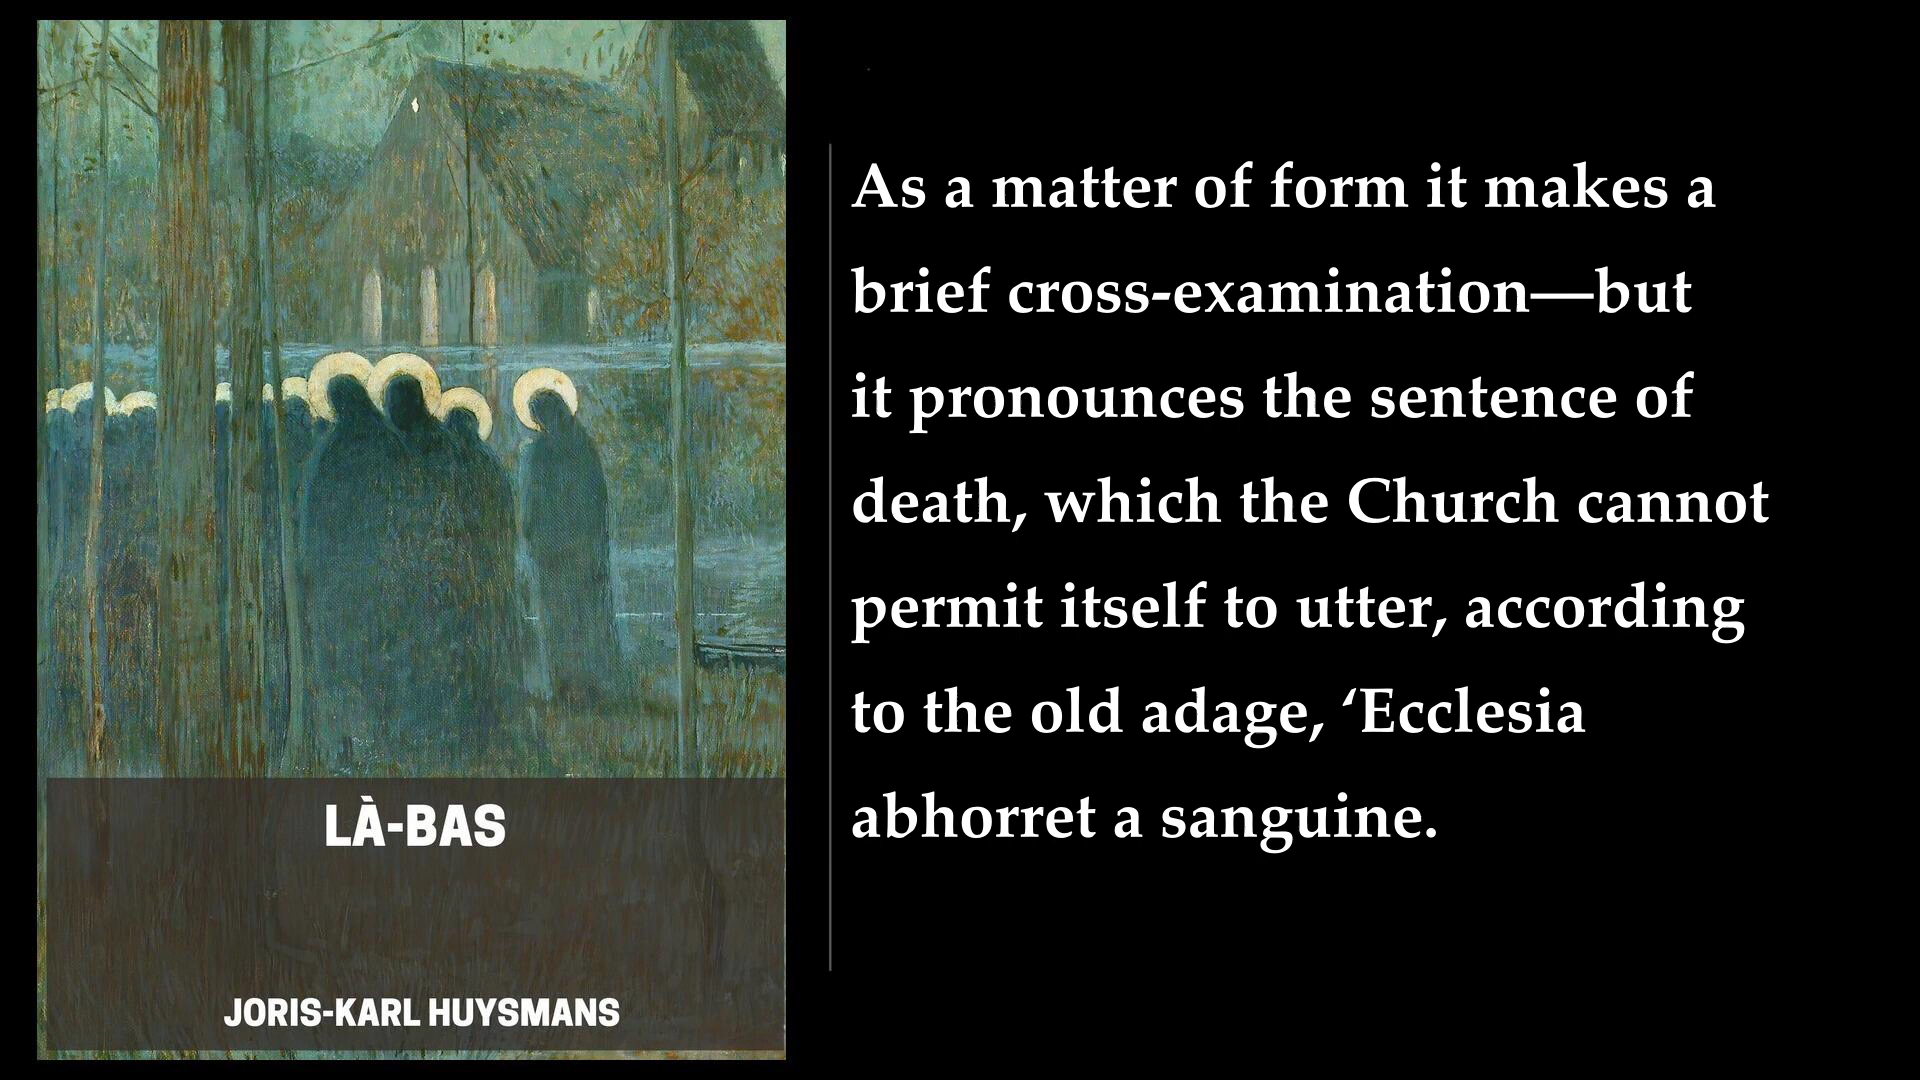 LÀ-BAS
JORIS-KARL HUYSMANS
As a matter of form it makes a
brief cross-examination—but
it pronounces the sentence of
death, which the Church cannot
permit itself to utter, according
to the old adage, ‘Ecclesia
abhorret a sanguine.